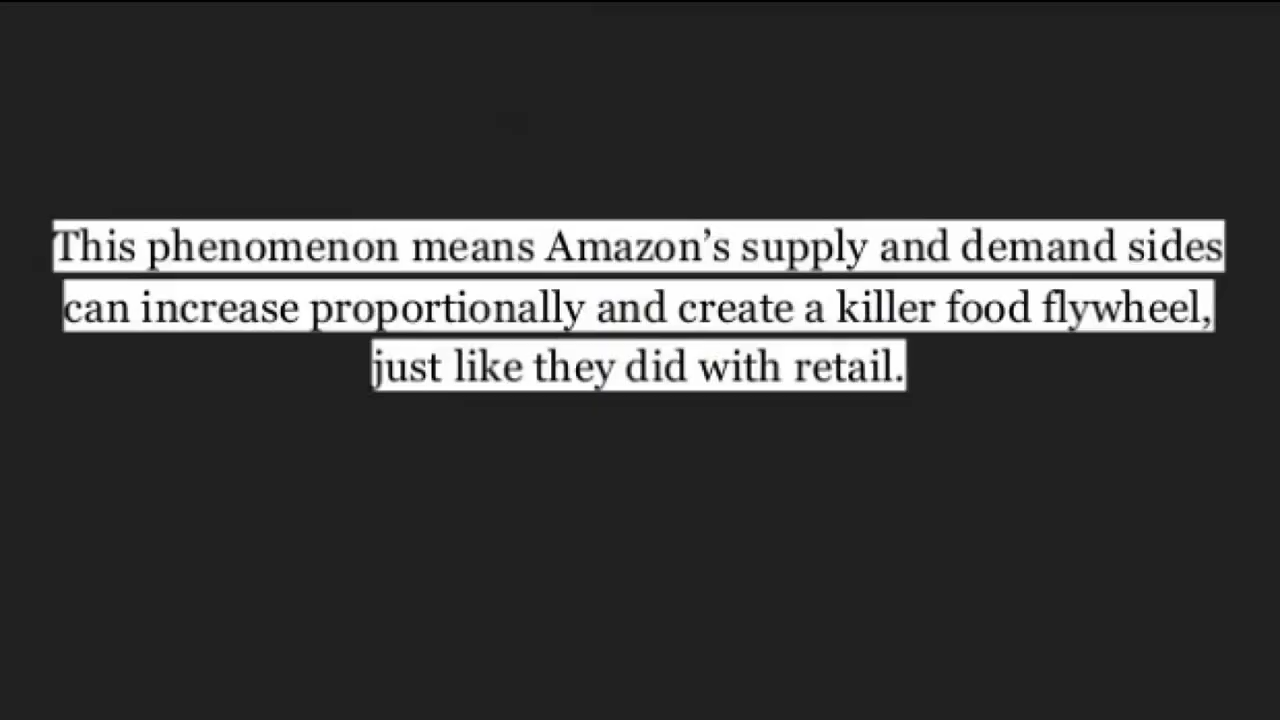 This phenomenon means Amazon’s supply and demand sides
can increase proportionally and create a killer food flywheel,
just like they did with retail.